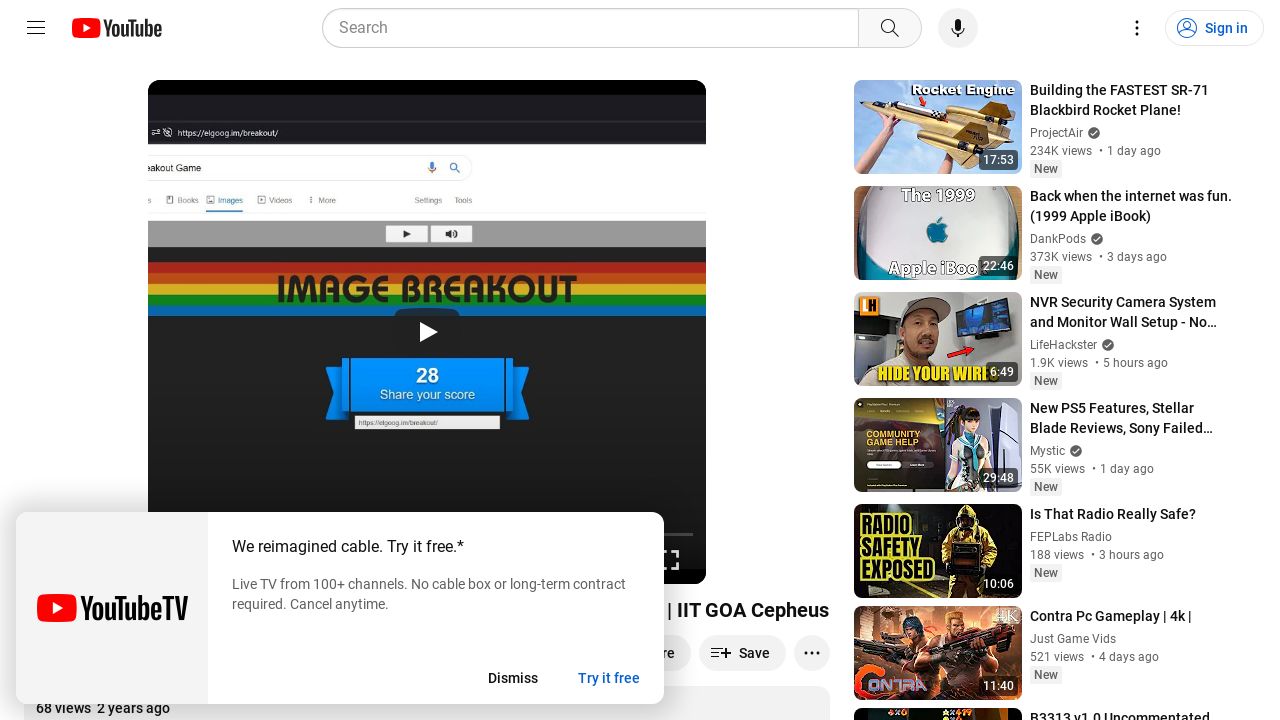 YouTube
Search
Sign in
https://elgoog.im/breakout/
eakout Game
Books
Images
Videos
More
Settings
Tools
IMAGE BREAKOUT
28
Share your score
https://elgoog.im/breakout/
| IIT GOA Cepheus
re
Save
68 views 2 years ago
YouTubeTV
We reimagined cable. Try it free.*
Live TV from 100+ channels. No cable box or long-term contract
required. Cancel anytime.
Dismiss
Try it free
Rocket Engine
17:53
Building the FASTEST SR-71
Blackbird Rocket Plane!
ProjectAir
234K views • 1 day ago
New
The 1999
Apple iBook
22:46
Back when the internet was fun.
(1999 Apple iBook)
DankPods
373K views • 3 days ago
New
LH
HIDE YOUR WIRES
6:49
NVR Security Camera System
and Monitor Wall Setup - No…
LifeHackster
1.9K views • 5 hours ago
New
COMMUNITY
GAME HELP
29:48
New PS5 Features, Stellar
Blade Reviews, Sony Failed…
Mystic
55K views • 1 day ago
New
RADIO
SAFETY
EXPOSED
10:06
Is That Radio Really Safe?
FEPLabs Radio
188 views • 3 hours ago
New
4K
CONTRA
11:40
Contra Pc Gameplay | 4k |
Just Game Vids
521 views • 4 days ago
New
B3313 v1.0 Uncommentated